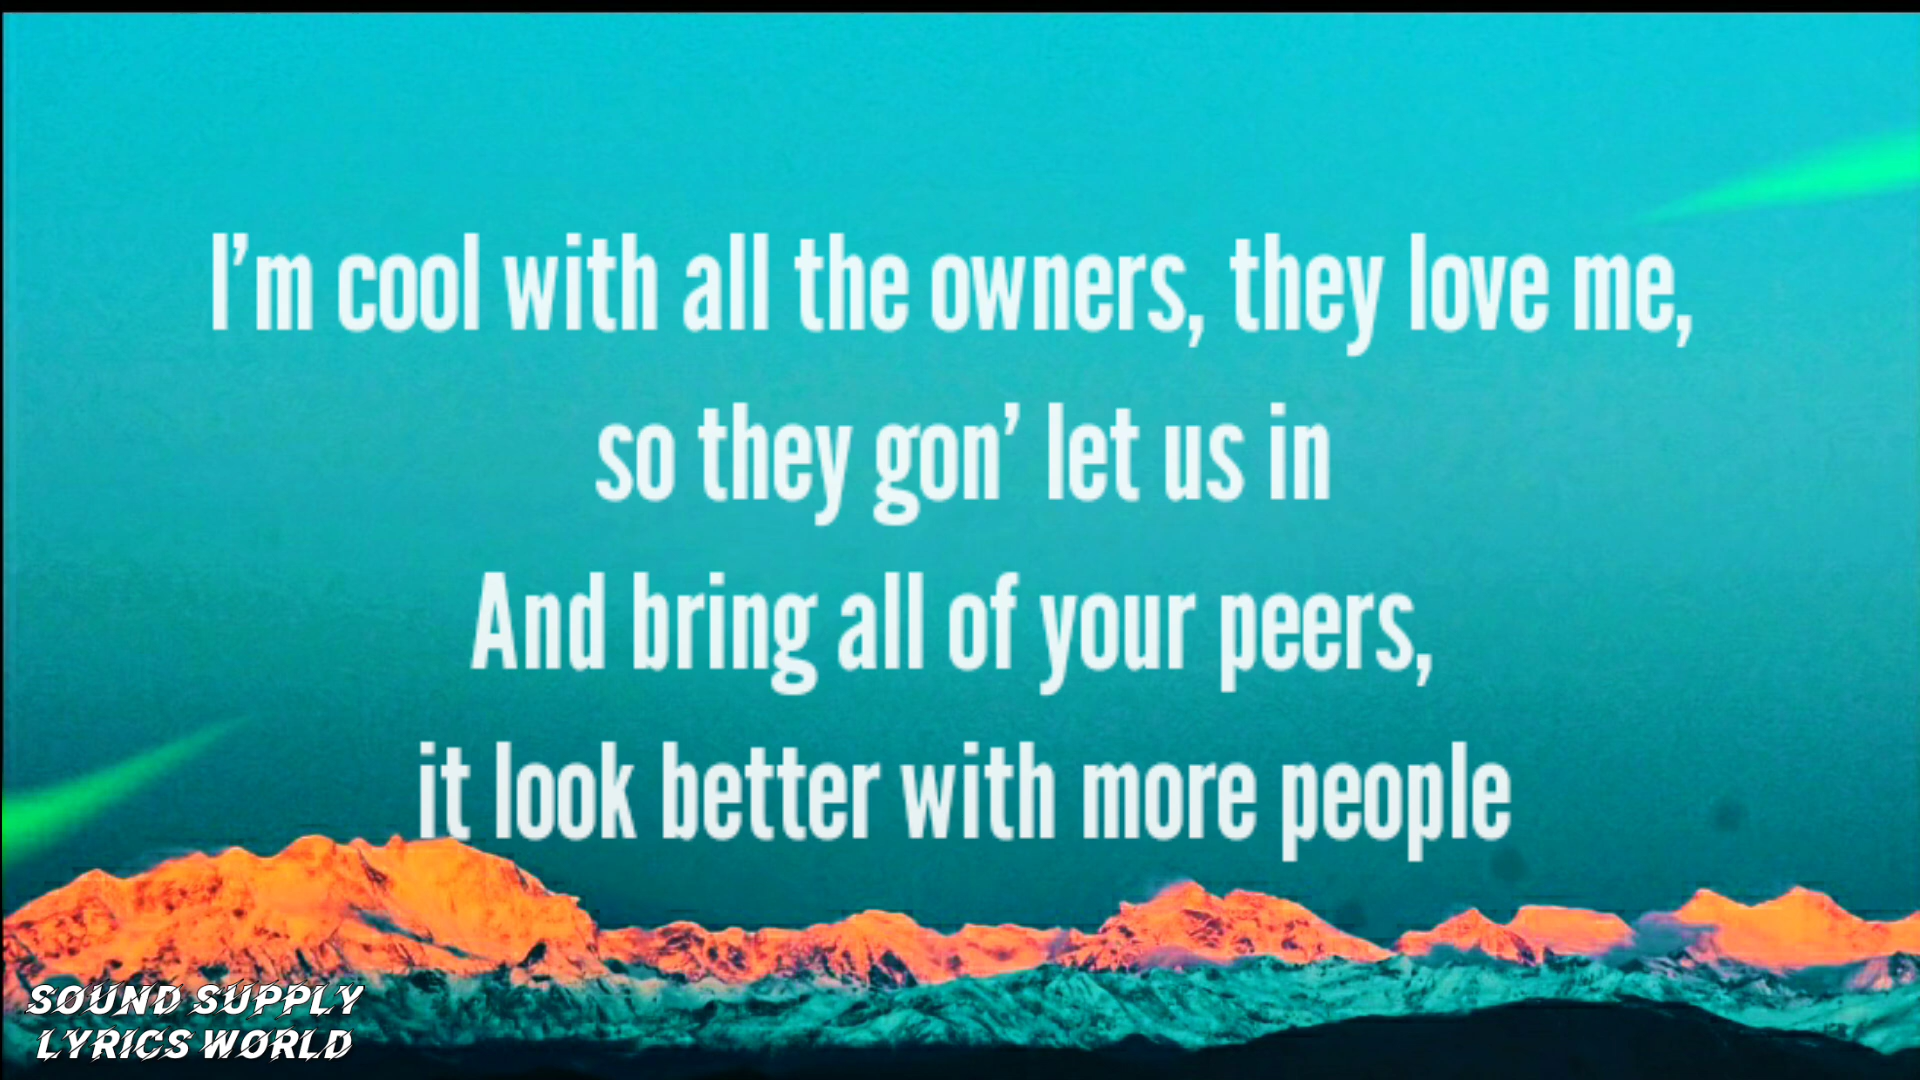 I’m cool with all the owners, they love me,
so they gon’ let us in
And bring all of your peers,
it look better with more people
SOUND SUPPLY
LYRICS WORLD